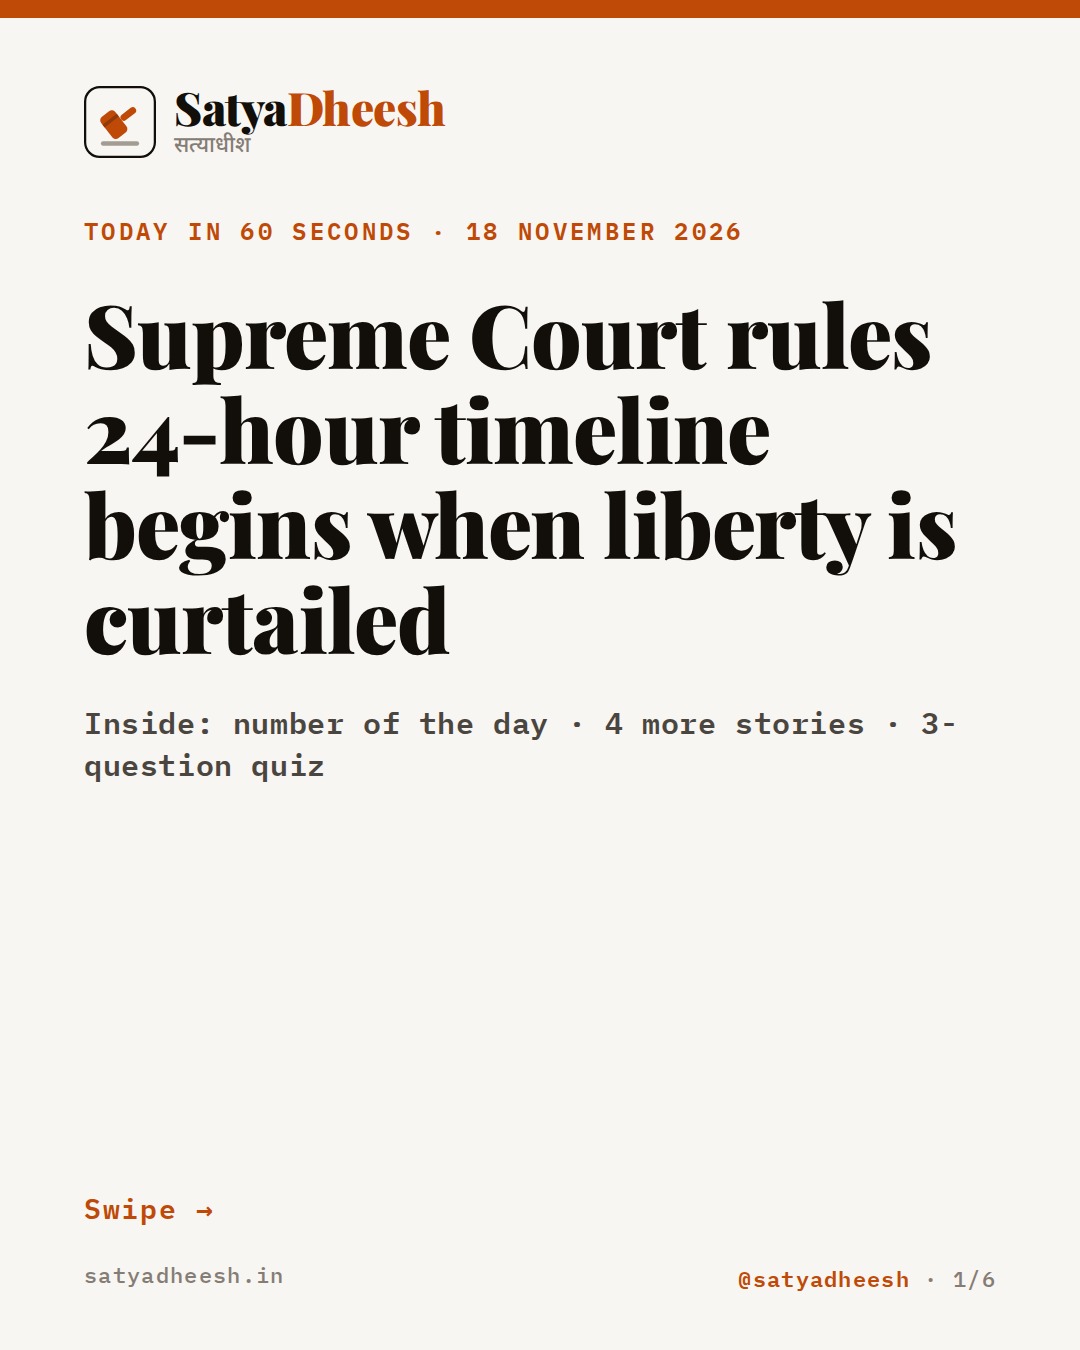 SatyaDheesh
सत्याधीश
TODAY IN 60 SECONDS · 18 NOVEMBER 2026
Supreme Court rules
24-hour timeline
begins when liberty is
curtailed
Inside: number of the day · 4 more stories · 3-
question quiz
Swipe →
satyadheesh.in
@satyadheesh · 1/6